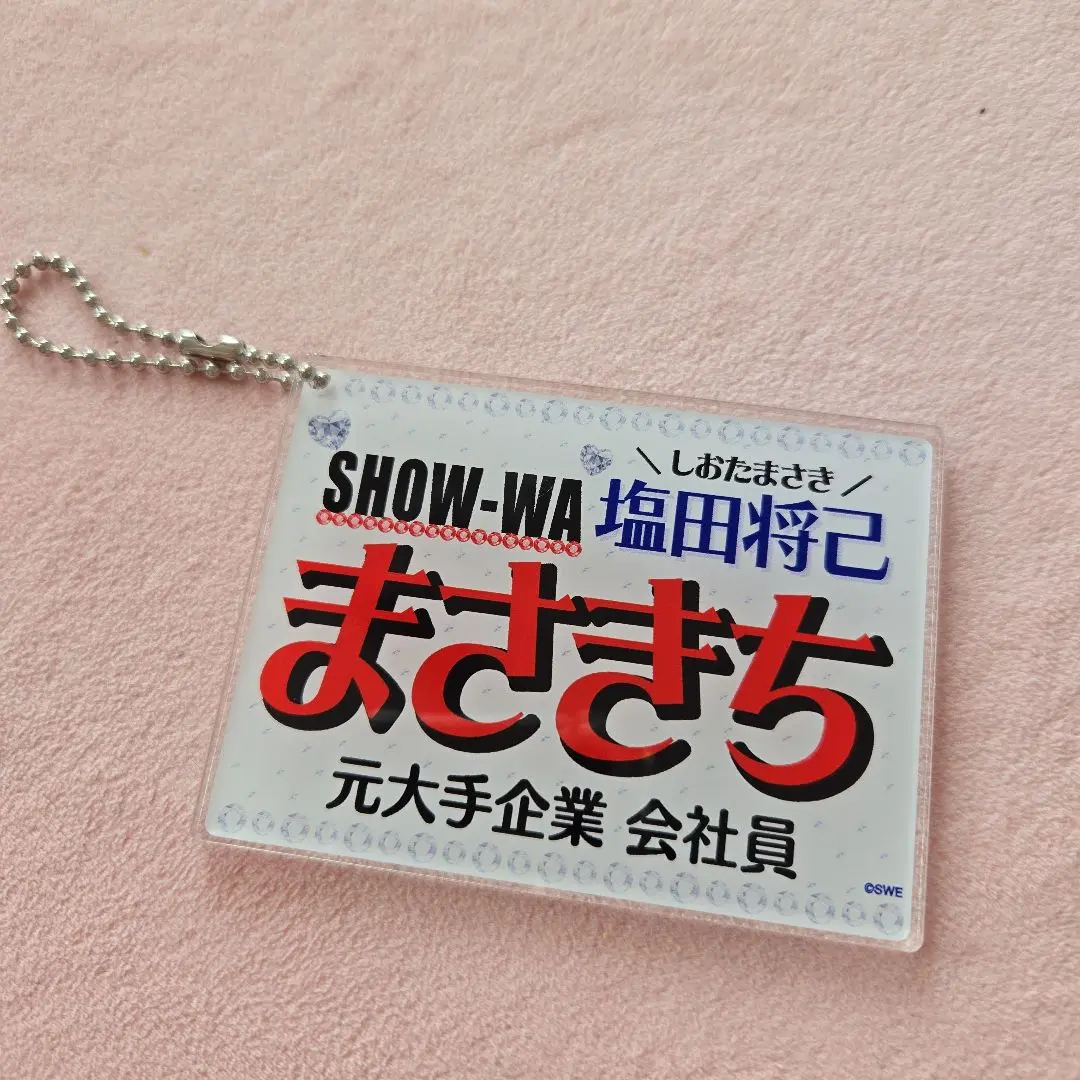 SHOW-WA
＼しおたまさき／
塩田将己
まさきち
元大手企業 会社員
©SWE